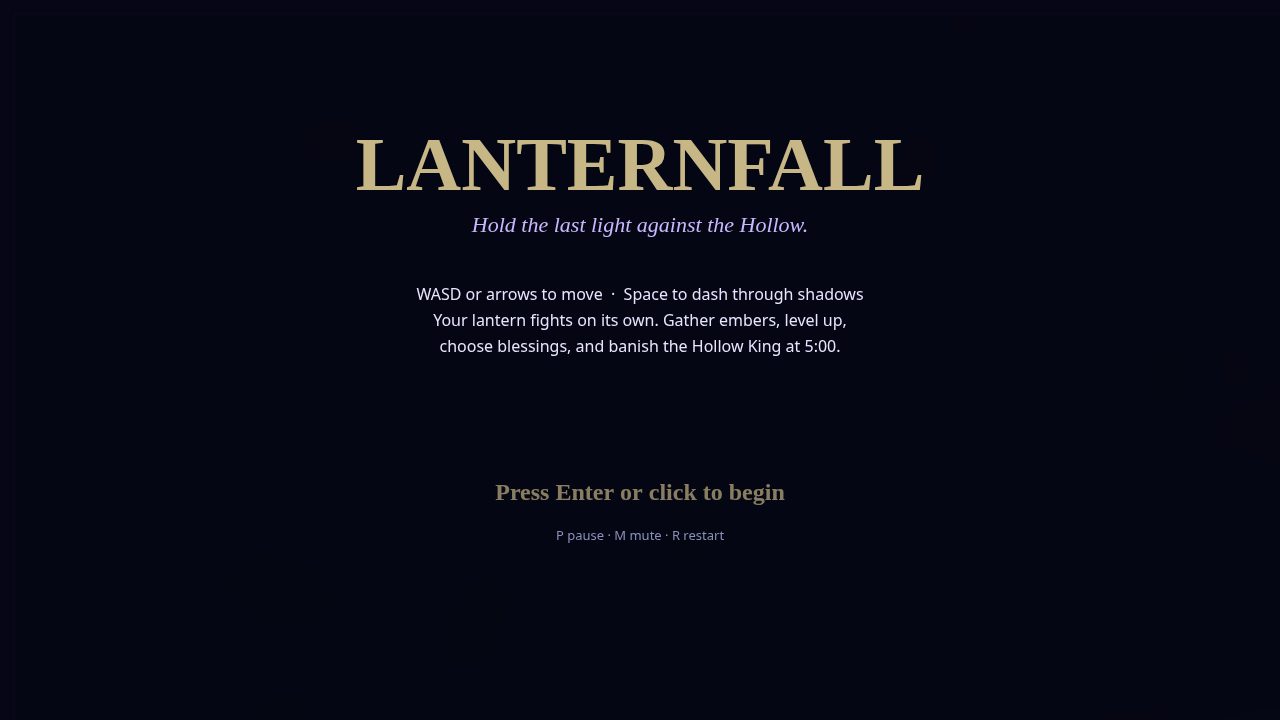 LANTERNFALL
Hold the last light against the Hollow.
WASD or arrows to move · Space to dash through shadows
Your lantern fights on its own. Gather embers, level up,
choose blessings, and banish the Hollow King at 5:00.
Press Enter or click to begin
P pause · M mute · R restart